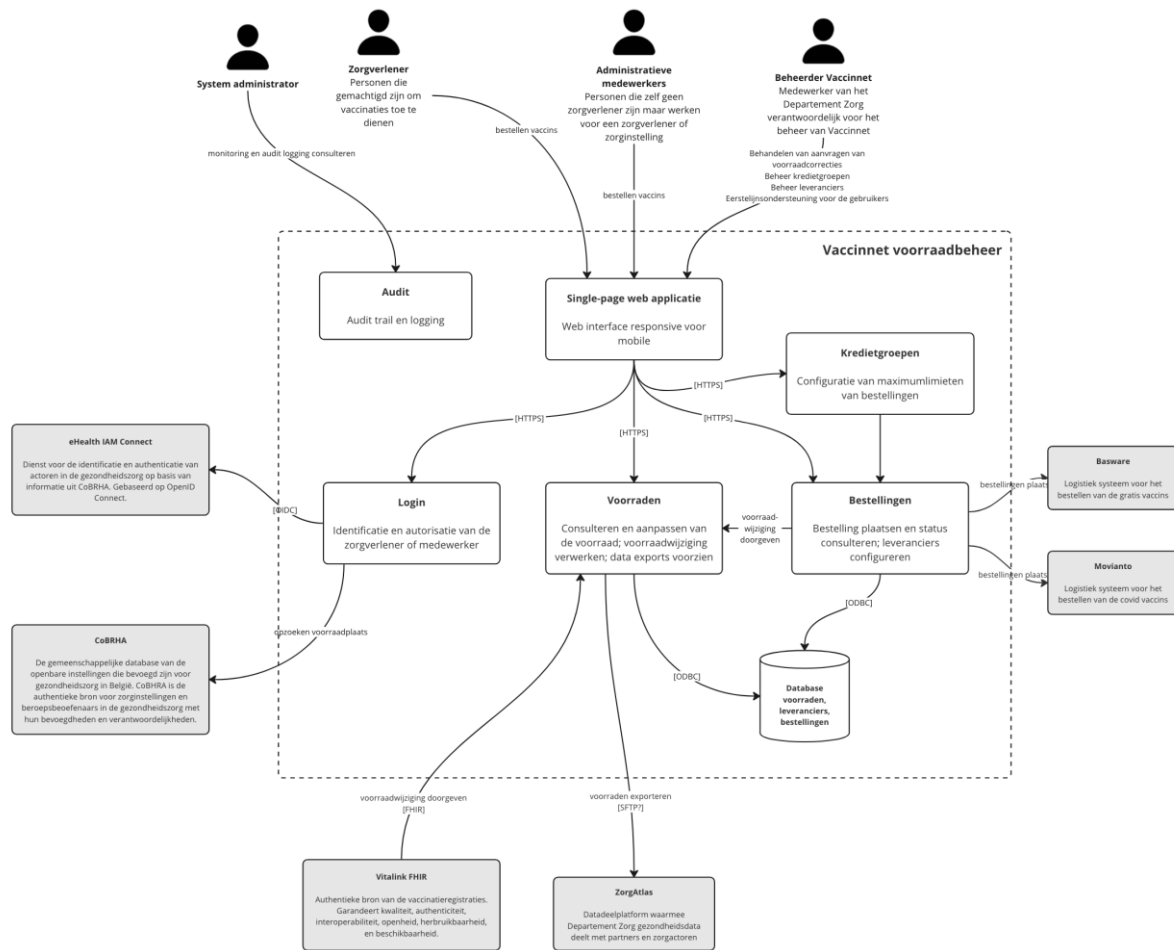 System administrator
Zorgverlener
Personen die
gemachtigd zijn om
vaccinaties toe te
dienen
Administratieve
medewerkers
Personen die zelf geen
zorgverlener zijn maar werken
voor een zorgverlener of
zorginstelling
Beheerder Vaccinnet
Medewerker van het
Departement Zorg
verantwoordelijk voor het
beheer van Vaccinnet
monitoring en audit logging consulteren
bestellen vaccins
bestellen vaccins
Behandelen van aanvragen van
voorraadcorrecties
Beheer kredietgroepen
Beheer leveranciers
Eerstelijnsondersteuning voor de gebruikers
Vaccinnet voorraadbeheer
Audit
Audit trail en logging
Single-page web applicatie
Web interface responsive voor
mobile
Kredietgroepen
Configuratie van maximumlimieten
van bestellingen
[HTTPS]
[HTTPS]
[HTTPS]
[HTTPS]
eHealth IAM Connect
Dienst voor de identificatie en authenticatie van
actoren in de gezondheidszorg op basis van
informatie uit CoBRHA. Gebaseerd op OpenID
Connect.
[OIDC]
Login
Identificatie en autorisatie van de
zorgverlener of medewerker
Voorraden
Consulteren en aanpassen van
de voorraad; voorraadwijziging
verwerken; data exports voorzien
voorraad-
wijziging
doorgeven
Bestellingen
Bestelling plaatsen en status
consulteren; leveranciers
configureren
bestellingen plaats
Basware
Logistiek systeem voor het
bestellen van de gratis vaccins
bestellingen plaats
Movianto
Logistiek systeem voor het
bestellen van de covid vaccins
opzoeken voorraadplaats
CoBRHA
De gemeenschappelijke database van de
openbare instellingen die bevoegd zijn voor
gezondheidszorg in België. CoBHRA is de
authentieke bron voor zorginstellingen en
beroepsbeoefenaars in de gezondheidszorg met
hun bevoegdheden en verantwoordelijkheden.
[ODBC]
[ODBC]
Database
voorraden,
leveranciers,
bestellingen
voorraadwijziging doorgeven
[FHIR]
voorraden exporteren
[SFTP?]
Vitalink FHIR
Authentieke bron van de vaccinatieregistraties.
Garandeert kwaliteit, authenticiteit,
interoperabiliteit, openheid, herbruikbaarheid,
en beschikbaarheid.
ZorgAtlas
Datadeelplatform waarmee
Departement Zorg gezondheidsdata
deelt met partners en zorgactoren